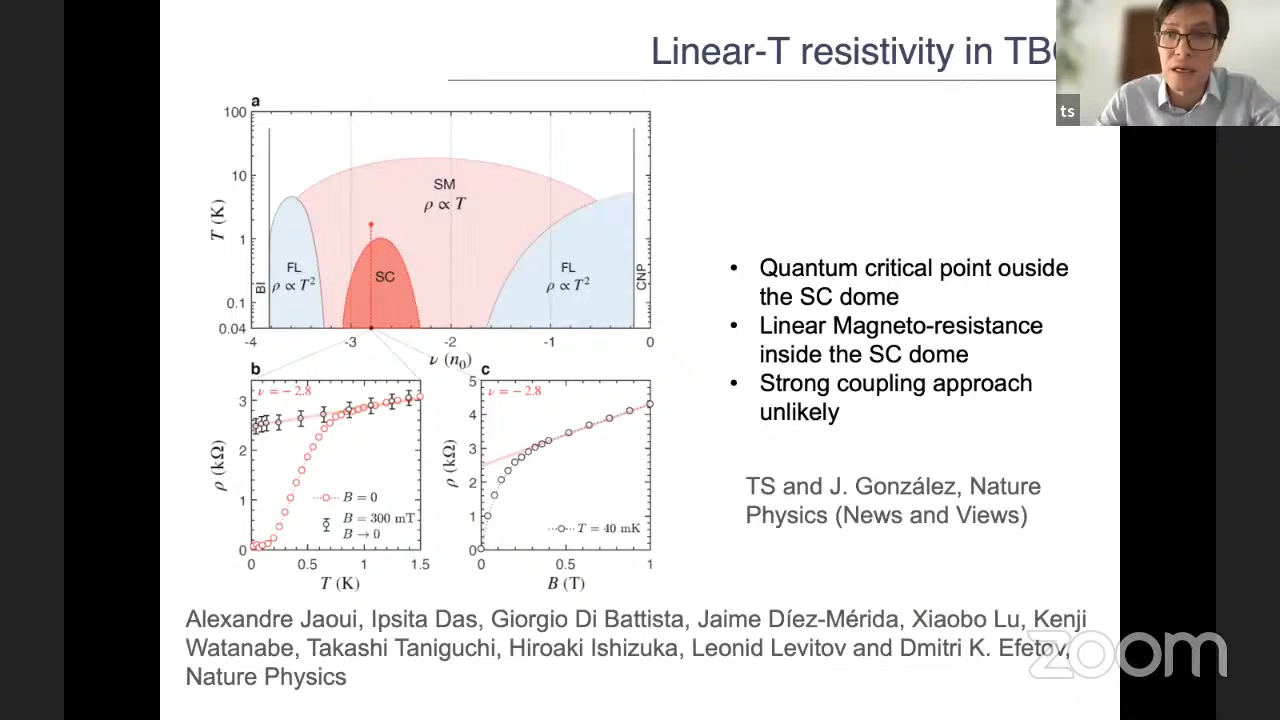 Linear-T resistivity in TB
ts
a
100
10
1
0.1
0.04
T (K)
SM
ρ ∝ T
FL
ρ ∝ T²
SC
FL
ρ ∝ T²
BI
CNP
-4 -3 -2 -1 0
ν (n₀)
b
ν = −2.8
3
2
1
0
ρ (kΩ)
B = 0
B = 300 mT
B → 0
0 0.5 1 1.5
T (K)
c
ν = −2.8
5
4
3
2
1
0
ρ (kΩ)
T = 40 mK
0 0.5 1
B (T)
• Quantum critical point ouside
the SC dome
• Linear Magneto-resistance
inside the SC dome
• Strong coupling approach
unlikely
TS and J. González, Nature
Physics (News and Views)
Alexandre Jaoui, Ipsita Das, Giorgio Di Battista, Jaime Díez-Mérida, Xiaobo Lu, Kenji
Watanabe, Takashi Taniguchi, Hiroaki Ishizuka, Leonid Levitov and Dmitri K. Efetov,
Nature Physics
zoom